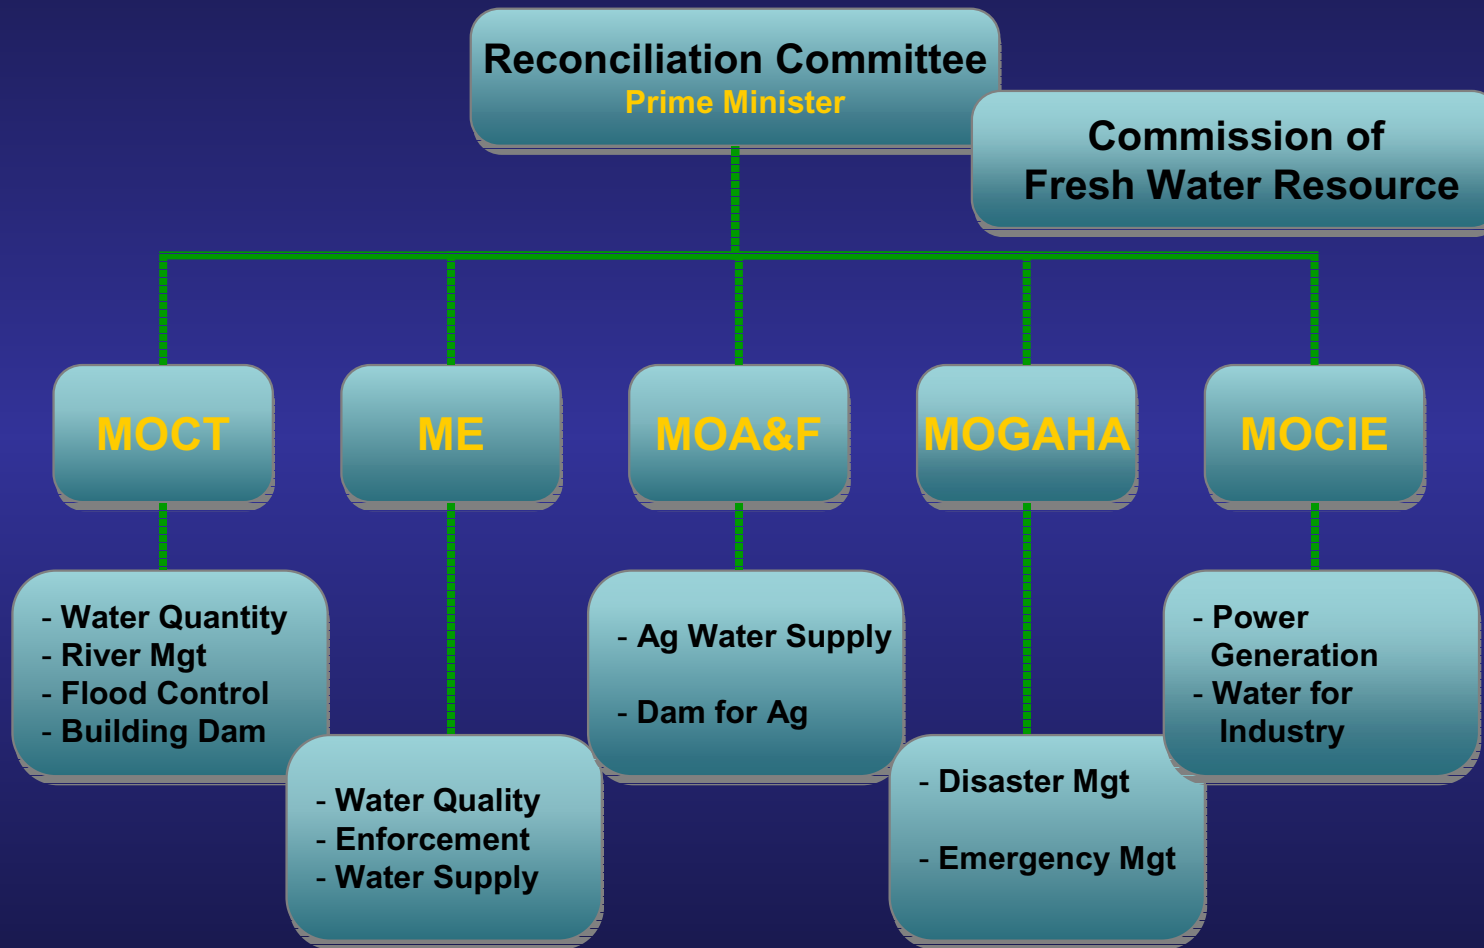 Reconciliation Committee
Prime Minister
Commission of
Fresh Water Resource
MOCT
ME
MOA&F
MOGAHA
MOCIE
- Water Quantity
- River Mgt
- Flood Control
- Building Dam
- Water Quality
- Enforcement
- Water Supply
- Ag Water Supply
- Dam for Ag
- Disaster Mgt
- Emergency Mgt
- Power
Generation
- Water for
Industry